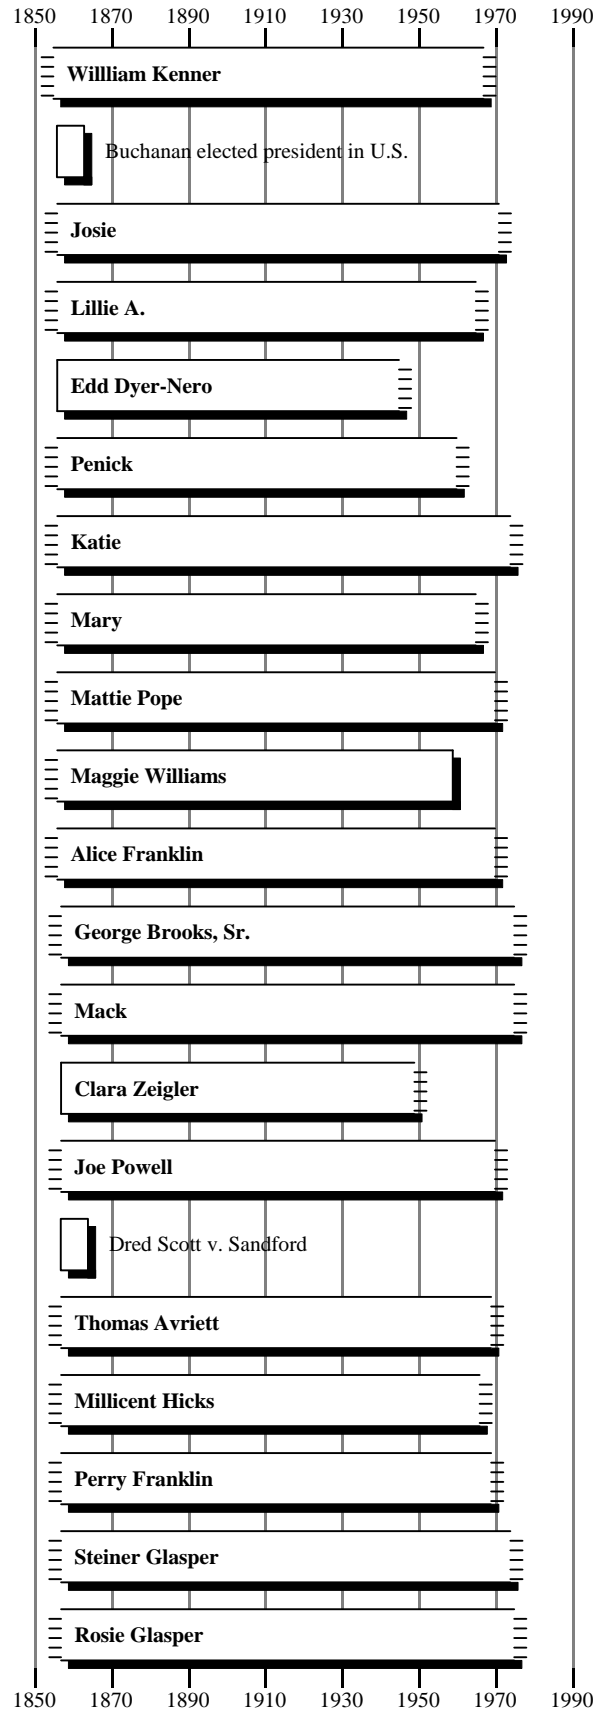 1850 1870 1890 1910 1930 1950 1970 1990
Willliam Kenner
Buchanan elected president in U.S.
Josie
Lillie A.
Edd Dyer-Nero
Penick
Katie
Mary
Mattie Pope
Maggie Williams
Alice Franklin
George Brooks, Sr.
Mack
Clara Zeigler
Joe Powell
Dred Scott v. Sandford
Thomas Avriett
Millicent Hicks
Perry Franklin
Steiner Glasper
Rosie Glasper
1850 1870 1890 1910 1930 1950 1970 1990